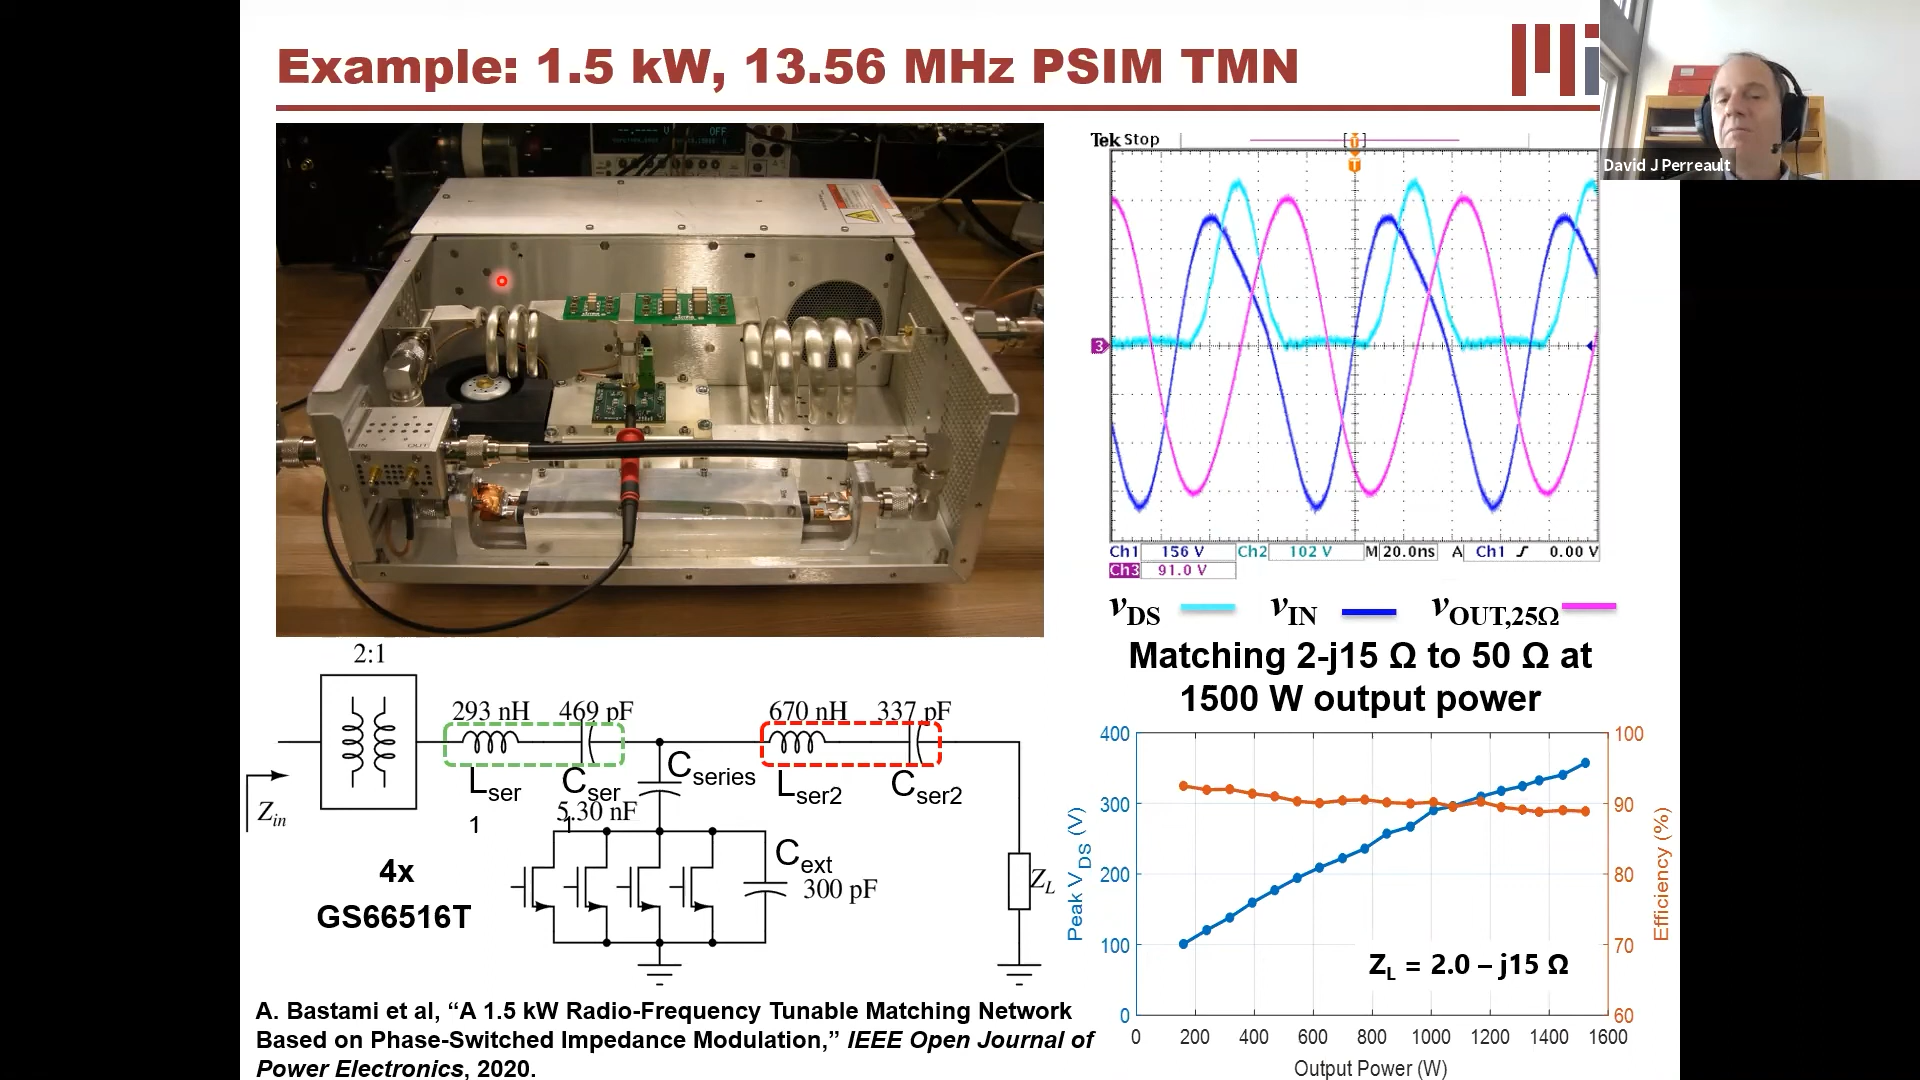 Example: 1.5 kW, 13.56 MHz PSIM TMN
David J Perreault
OFF
IN
OUT
Tek Stop
T
3
Ch1 156 V Ch2 102 V M 20.0ns A Ch1 0.00 V
Ch3 91.0 V
vDS vIN vOUT,25Ω
Matching 2-j15 Ω to 50 Ω at
1500 W output power
2:1
293 nH 469 pF 670 nH 337 pF
Lser
1
Cser
1
Cseries
Lser2
Cser2
5.30 nF
Zin
4x
GS66516T
Cext
300 pF
ZL
400
300
200
100
0
Peak VDS (V)
100
90
80
70
60
Efficiency (%)
ZL = 2.0 – j15 Ω
0 200 400 600 800 1000 1200 1400 1600
Output Power (W)
A. Bastami et al, “A 1.5 kW Radio-Frequency Tunable Matching Network
Based on Phase-Switched Impedance Modulation,” IEEE Open Journal of
Power Electronics, 2020.